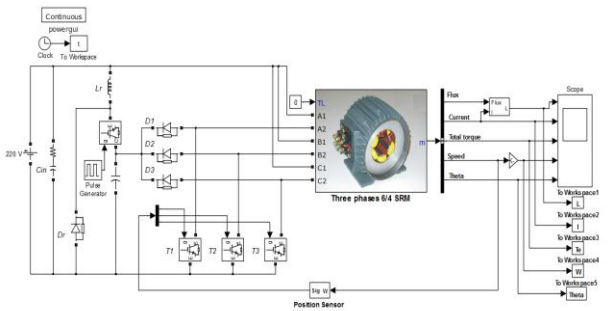 Continuous
powergui
Clock
t
To Workspace
Lr
220 V
Cin
Dr
Pulse
Generator
D1
D2
D3
T1
T2
T3
0
TL
A1
A2
B1
B2
C1
C2
m
Three phases 6/4 SRM
Flux
Current
Total torque
Speed
Theta
Flux
I
L
Scope
To Workspace1
L
To Workspace2
I
To Workspace3
Te
To Workspace4
W
To Workspace5
Theta
Sig W
Position Sensor